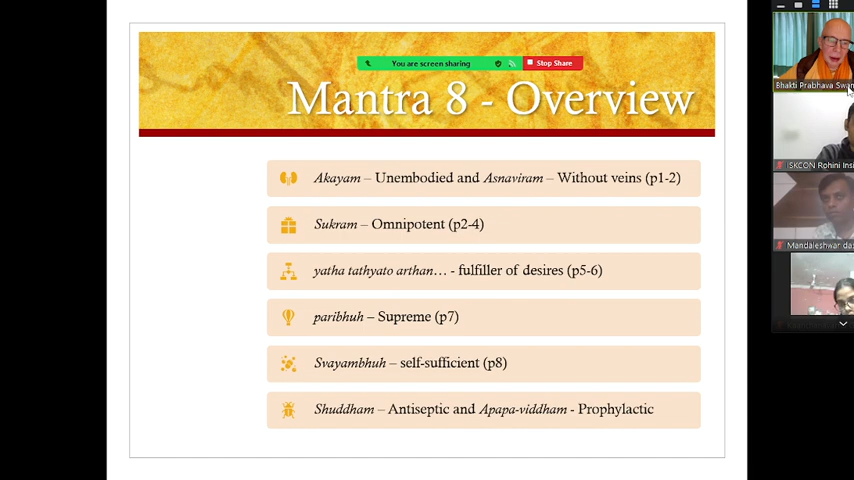 You are screen sharing
Stop Share
Mantra 8 - Overview
Akayam – Unembodied and Asnaviram – Without veins (p1-2)
Sukram – Omnipotent (p2-4)
yatha tathyato arthan… - fulfiller of desires (p5-6)
paribhuh – Supreme (p7)
Svayambhuh – self-sufficient (p8)
Shuddham – Antiseptic and Apapa-viddham - Prophylactic
Bhakti Prabhava Swam
ISKCON Rohini Insi
Mandaleshwar das